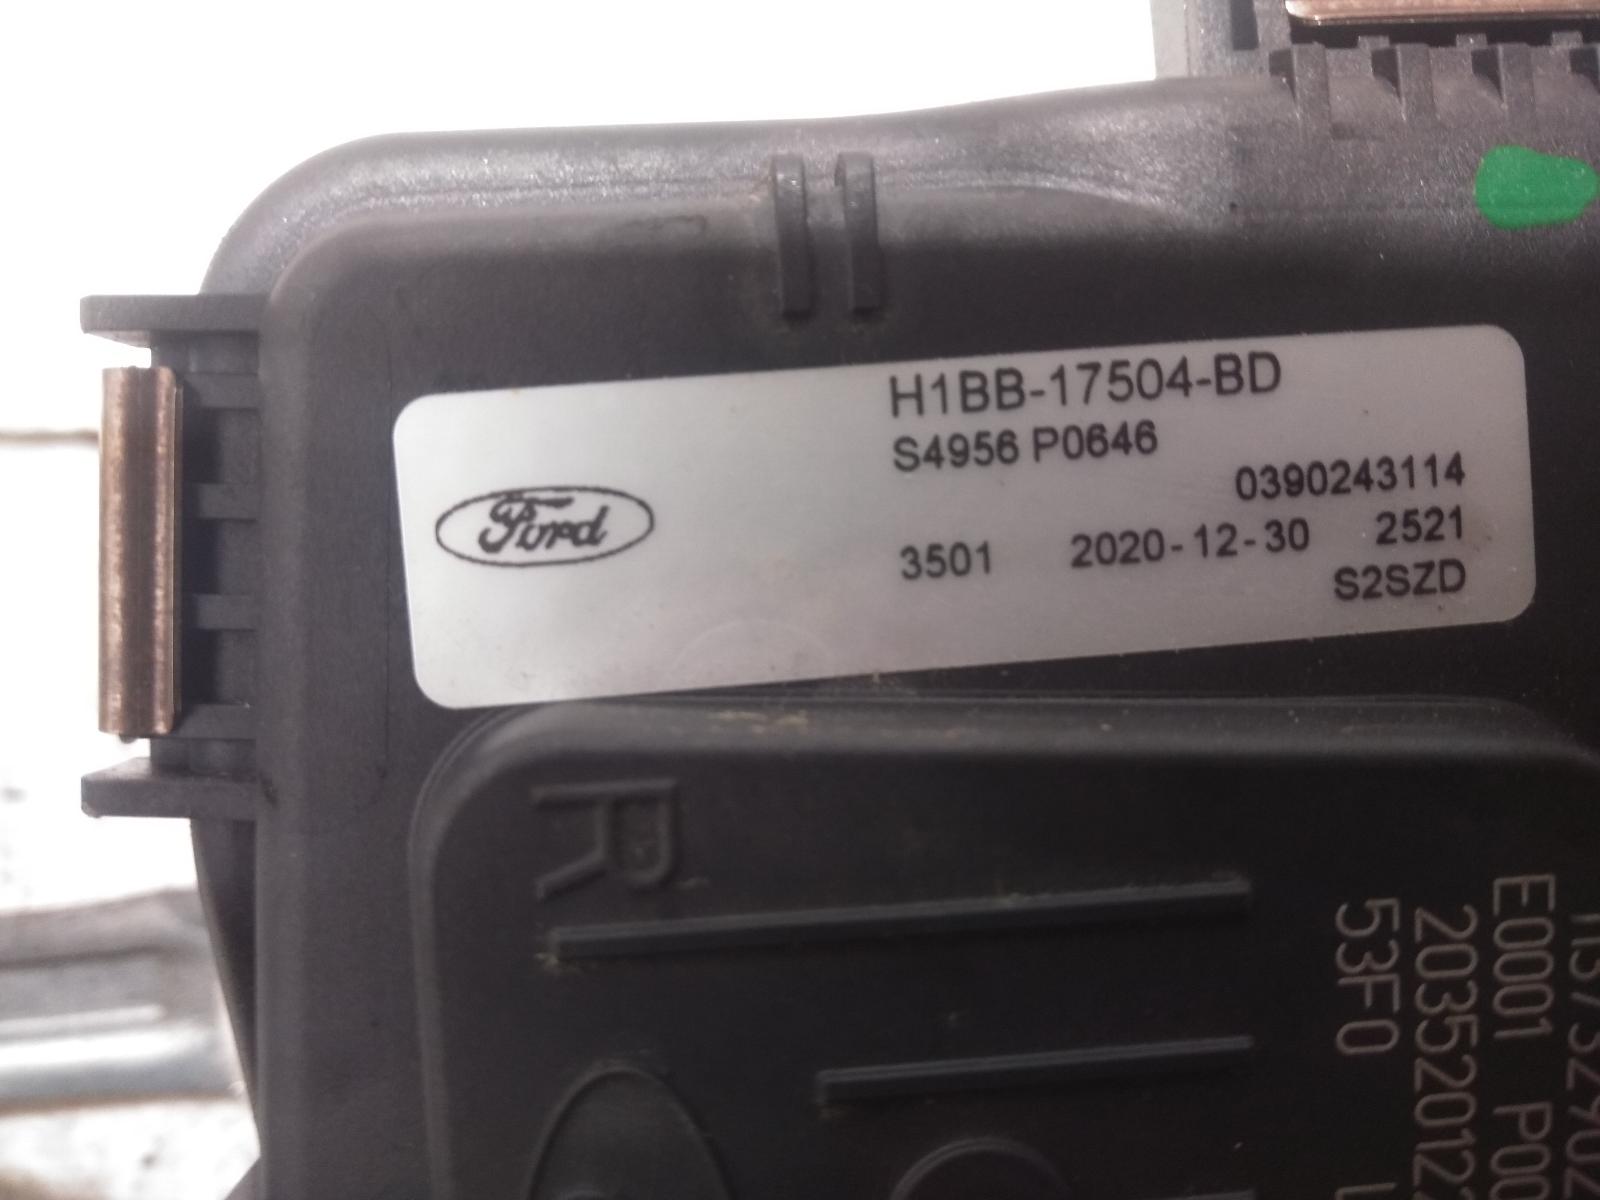 H1BB-17504-BD
S4956 P0646
0390243114
Ford
3501 2020-12-30 2521
S2SZD
R
E0001
53F0